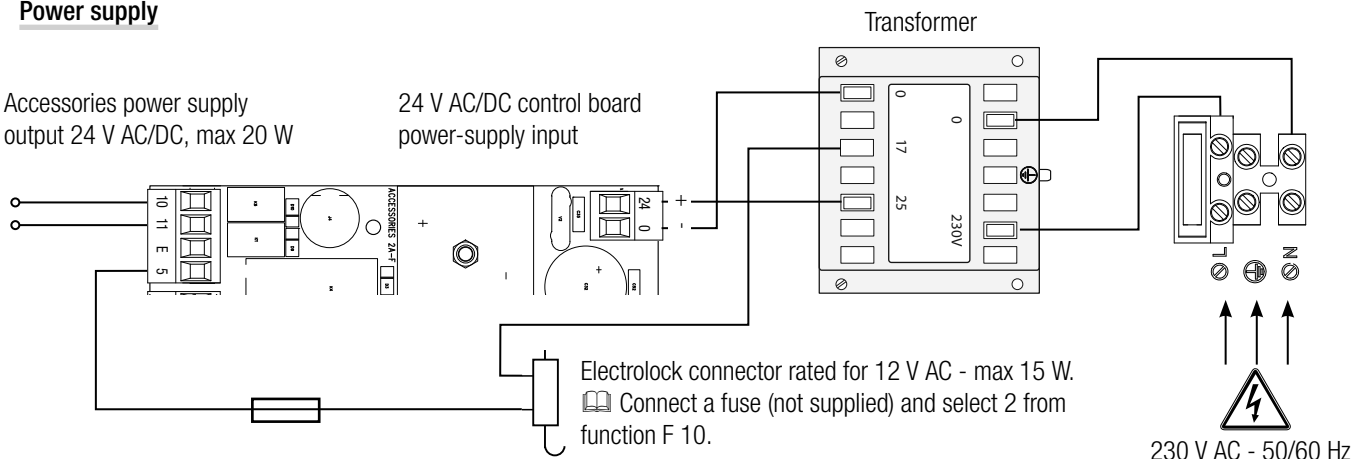 Power supply
Transformer
Accessories power supply
output 24 V AC/DC, max 20 W
24 V AC/DC control board
power-supply input
10
11
E
5
ACCESSORIES 2A-F
+
-
+
24
0
+
-
0
17
25
0
230V
L
N
Electrolock connector rated for 12 V AC - max 15 W.
Connect a fuse (not supplied) and select 2 from
function F 10.
230 V AC - 50/60 Hz